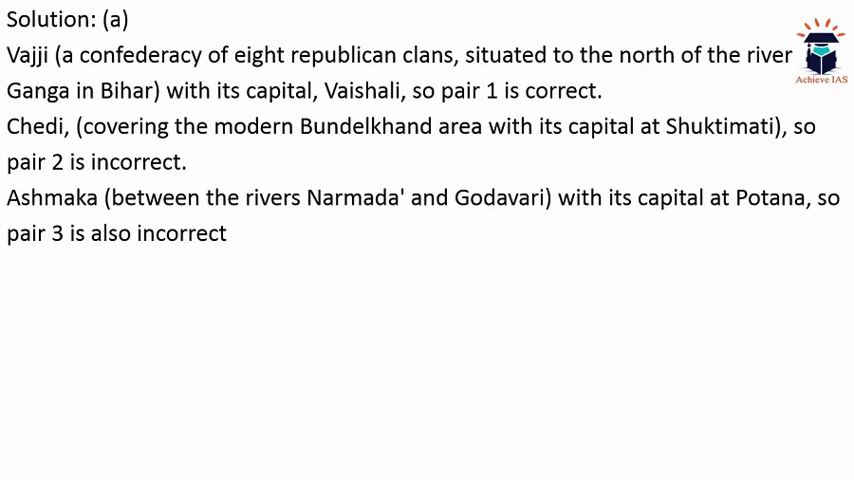 Solution: (a)
Vajji (a confederacy of eight republican clans, situated to the north of the river
Ganga in Bihar) with its capital, Vaishali, so pair 1 is correct.
Chedi, (covering the modern Bundelkhand area with its capital at Shuktimati), so
pair 2 is incorrect.
Ashmaka (between the rivers Narmada' and Godavari) with its capital at Potana, so
pair 3 is also incorrect
Achieve IAS